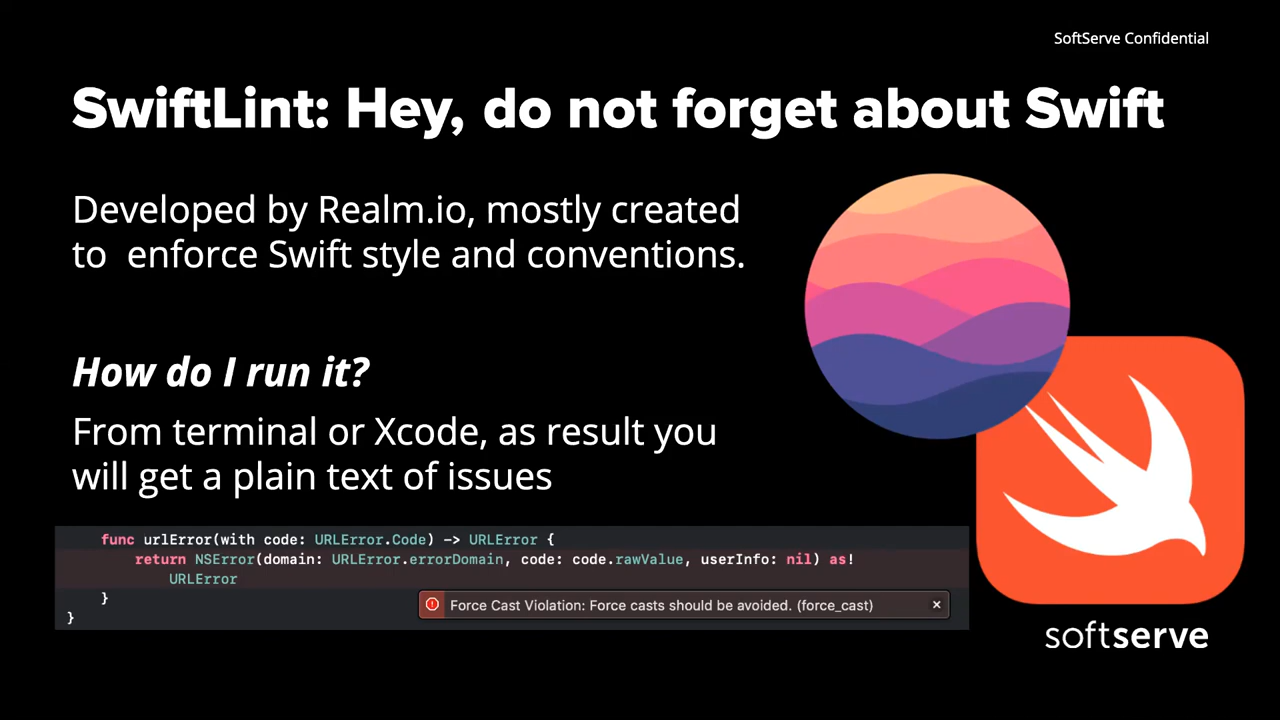 SoftServe Confidential
SwiftLint: Hey, do not forget about Swift
Developed by Realm.io, mostly created
to  enforce Swift style and conventions.
How do I run it?
From terminal or Xcode, as result you
will get a plain text of issues
func urlError(with code: URLError.Code) -> URLError {
return NSError(domain: URLError.errorDomain, code: code.rawValue, userInfo: nil) as!
URLError
}
Force Cast Violation: Force casts should be avoided. (force_cast)
}
softserve